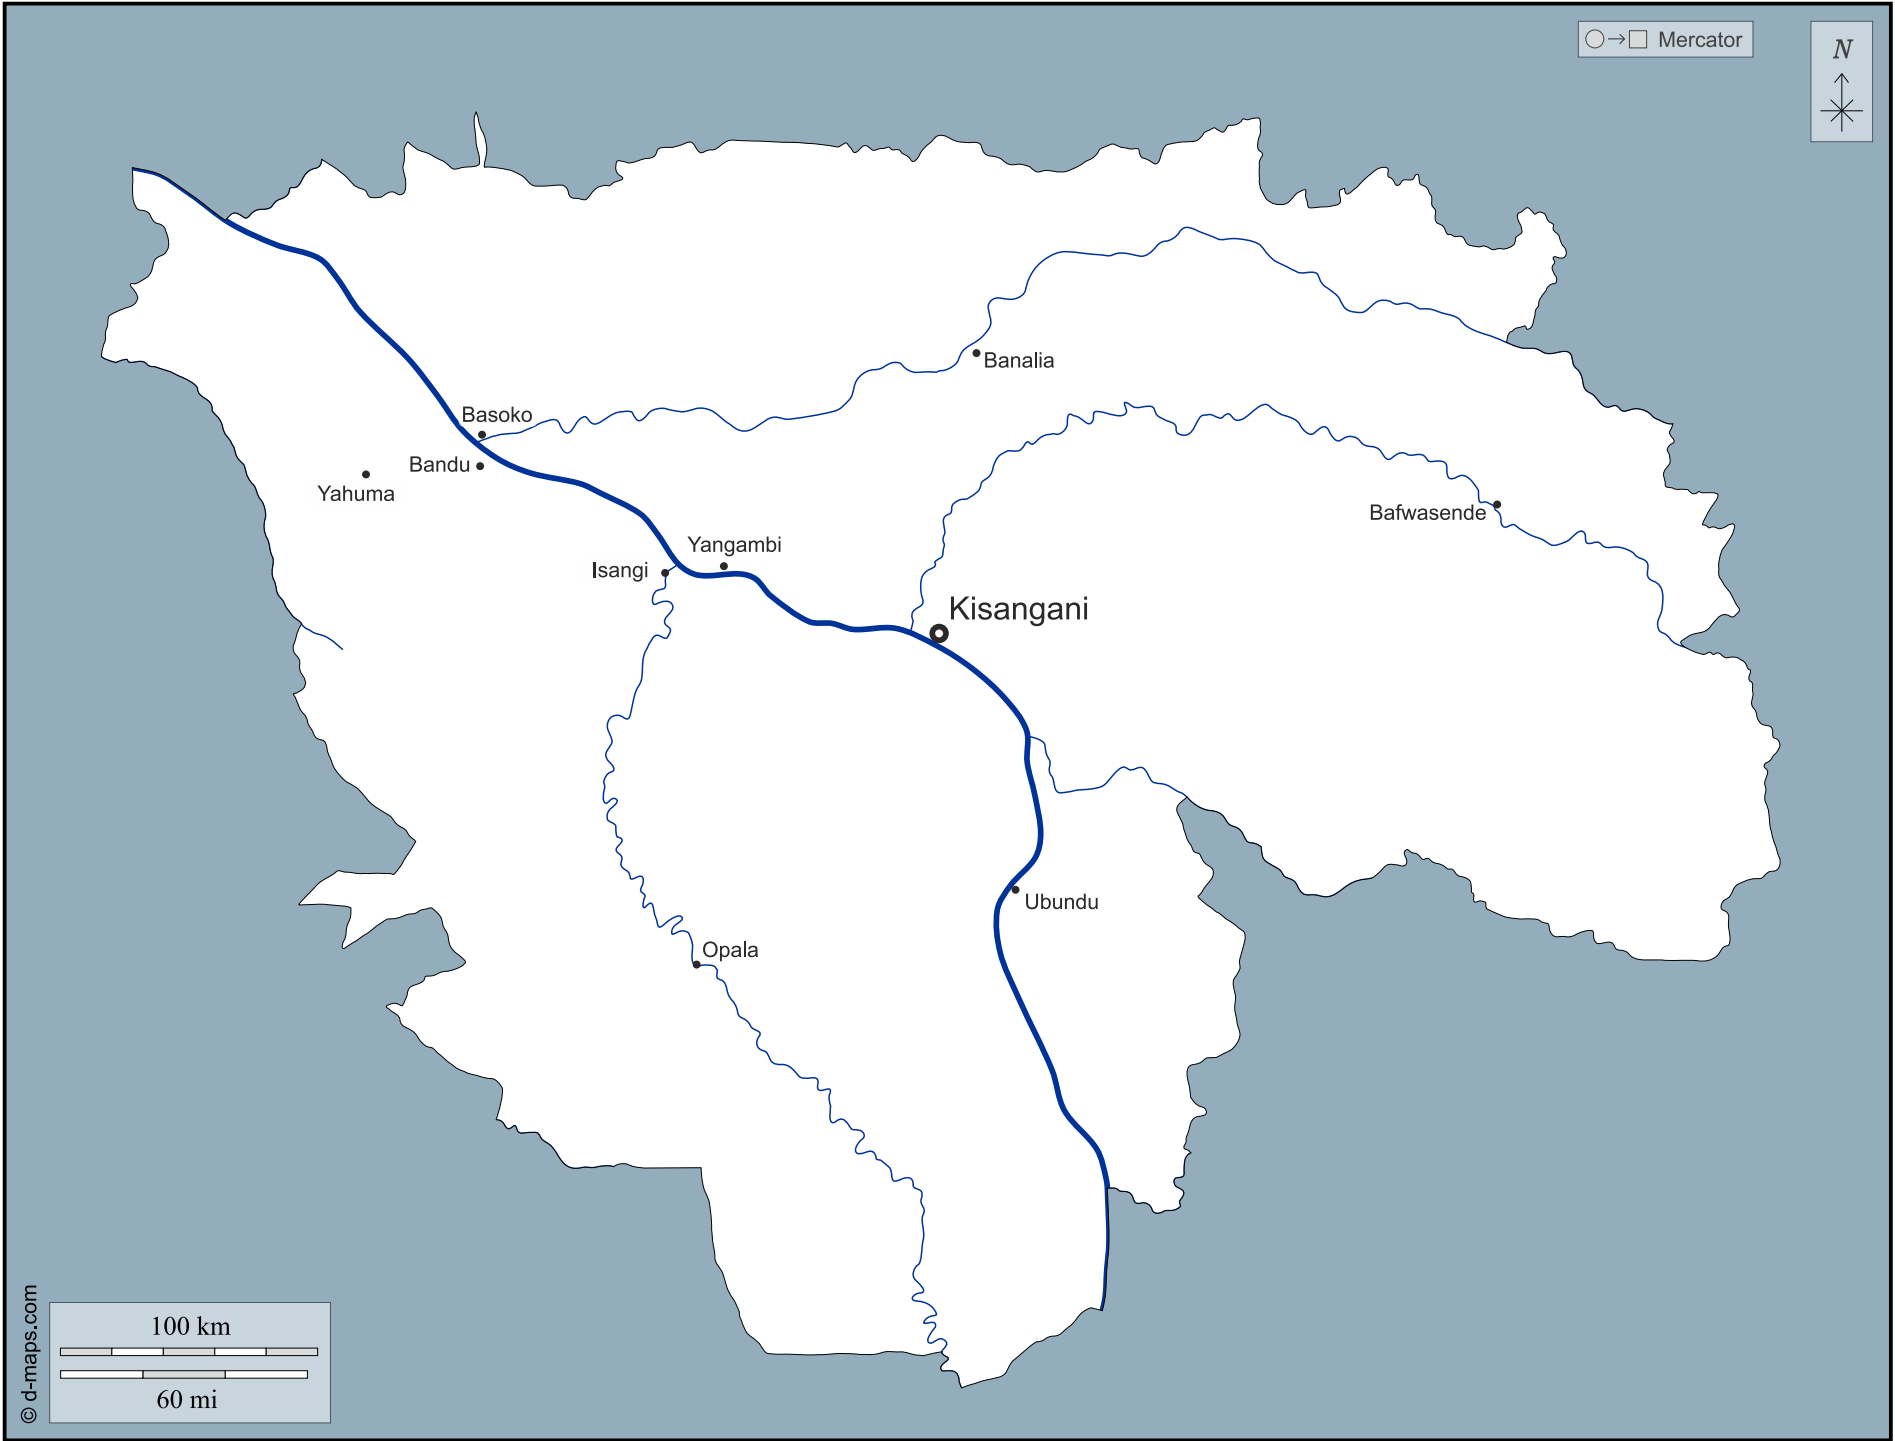 Mercator
N
Banalia
Basoko
Bandu
Yahuma
Bafwasende
Yangambi
Isangi
Kisangani
Ubundu
Opala
100 km
60 mi
© d-maps.com